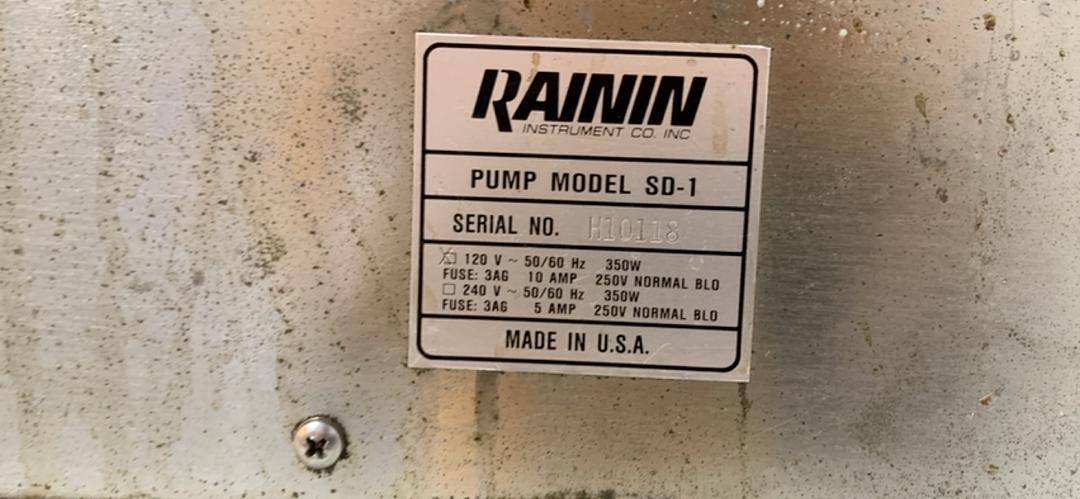 RAININ
INSTRUMENT CO. INC
PUMP MODEL SD-1
SERIAL NO. H10118
☒ 120 V ~ 50/60 Hz 350W
FUSE: 3AG 10 AMP 250V NORMAL BLO
☐ 240 V ~ 50/60 Hz 350W
FUSE: 3AG 5 AMP 250V NORMAL BLO
MADE IN U.S.A.